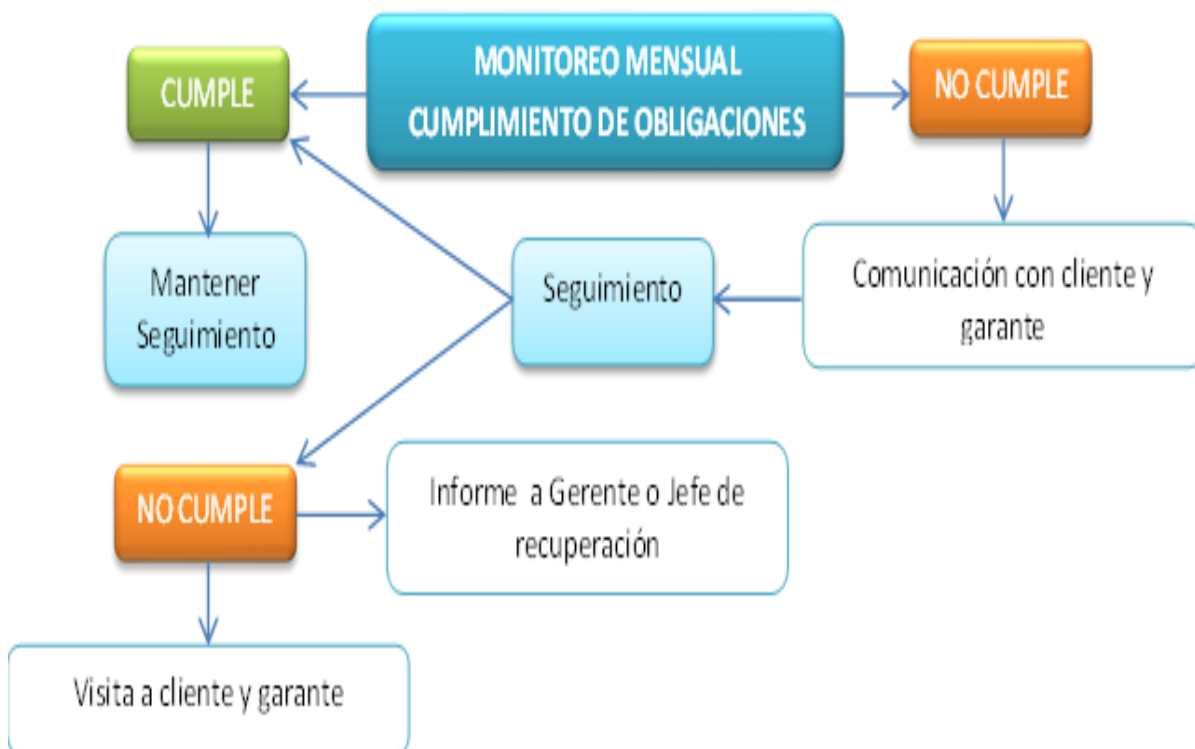 CUMPLE
MONITOREO MENSUAL
CUMPLIMIENTO DE OBLIGACIONES
NO CUMPLE
Mantener
Seguimiento
Seguimiento
Comunicación con cliente y
garante
NO CUMPLE
Informe a Gerente o Jefe de
recuperación
Visita a cliente y garante